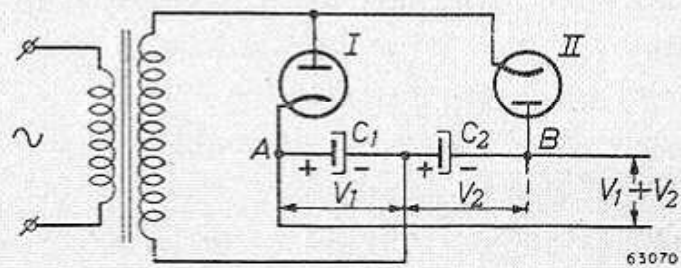 I
II
~
A
C₁
C₂
B
+ -
+ -
V₁
V₂
V₁+V₂
63070